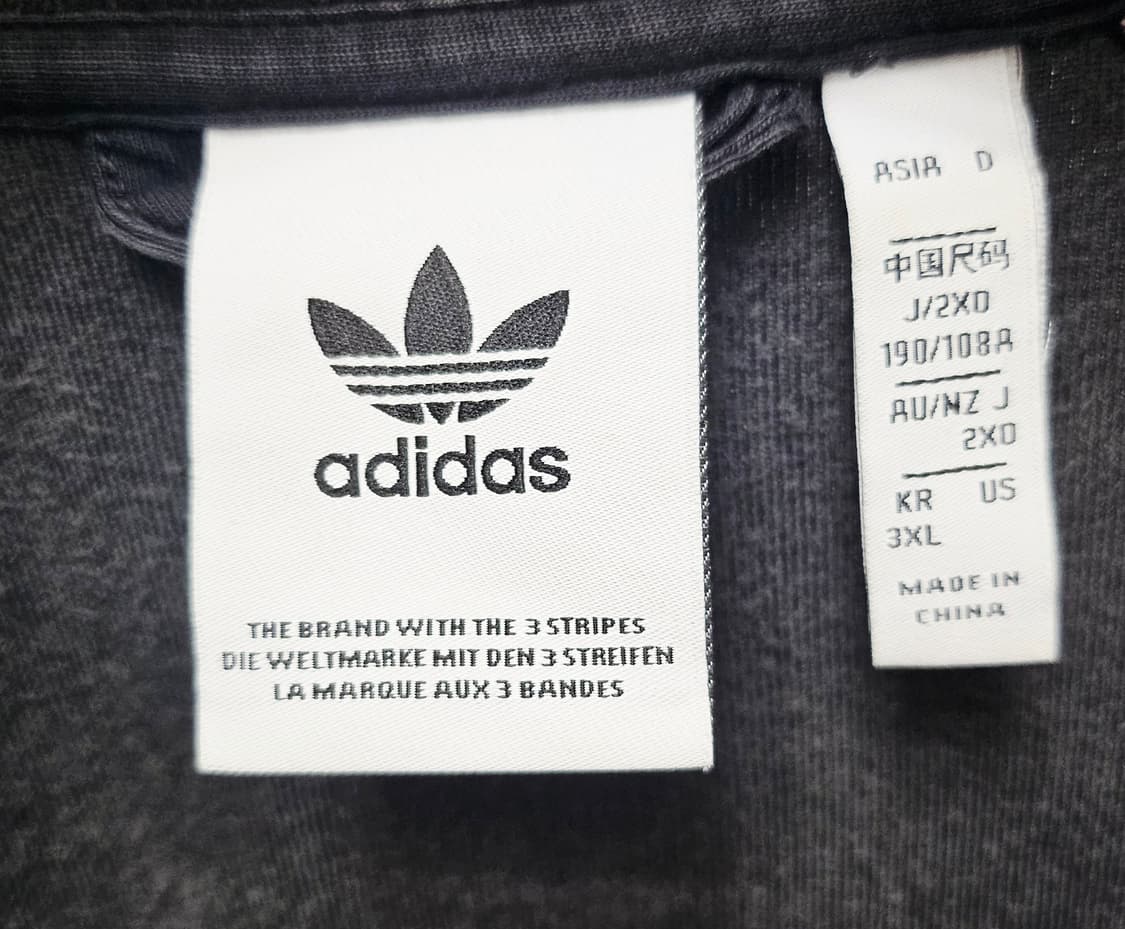 adidas
THE BRAND WITH THE 3 STRIPES
DIE WELTMARKE MIT DEN 3 STREIFEN
LA MARQUE AUX 3 BANDES
ASIA D
中国尺码
J/2XO
190/108A
AU/NZ J
2XO
KR US
3XL
MADE IN
CHINA